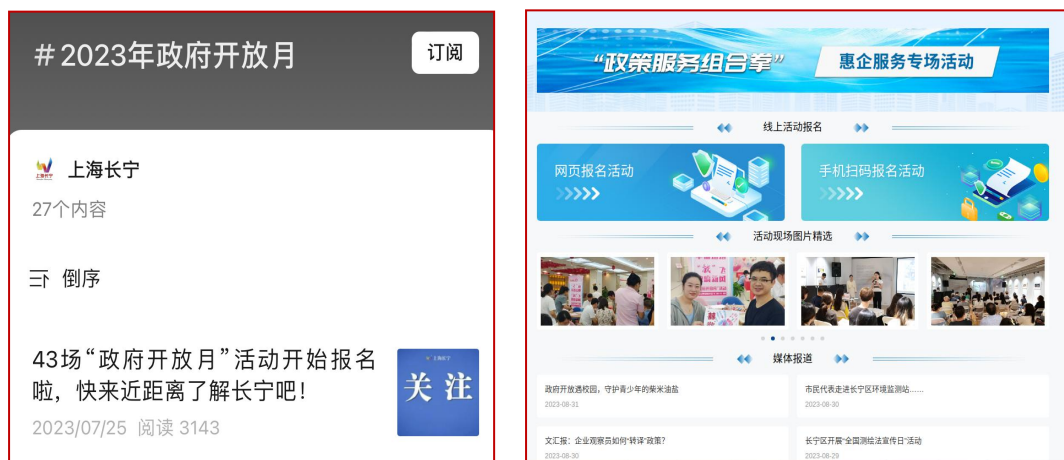 #2023年政府开放月
订阅
上海长宁
27个内容
倒序
43场“政府开放月”活动开始报名
啦，快来近距离了解长宁吧！
2023/07/25 阅读 3143
上海长宁
关注
“政策服务组合拳”
惠企服务专场活动
线上活动报名
网页报名活动
手机扫码报名活动
活动现场图片精选
媒体报道
政府开放遇校园，守护青少年的柴米油盐
2023-08-31
市民代表走进长宁区环境监测站……
2023-08-30
文汇报：企业观察员如何“转译”政策？
2023-08-30
长宁区开展“全国测绘法宣传日”活动
2023-08-29